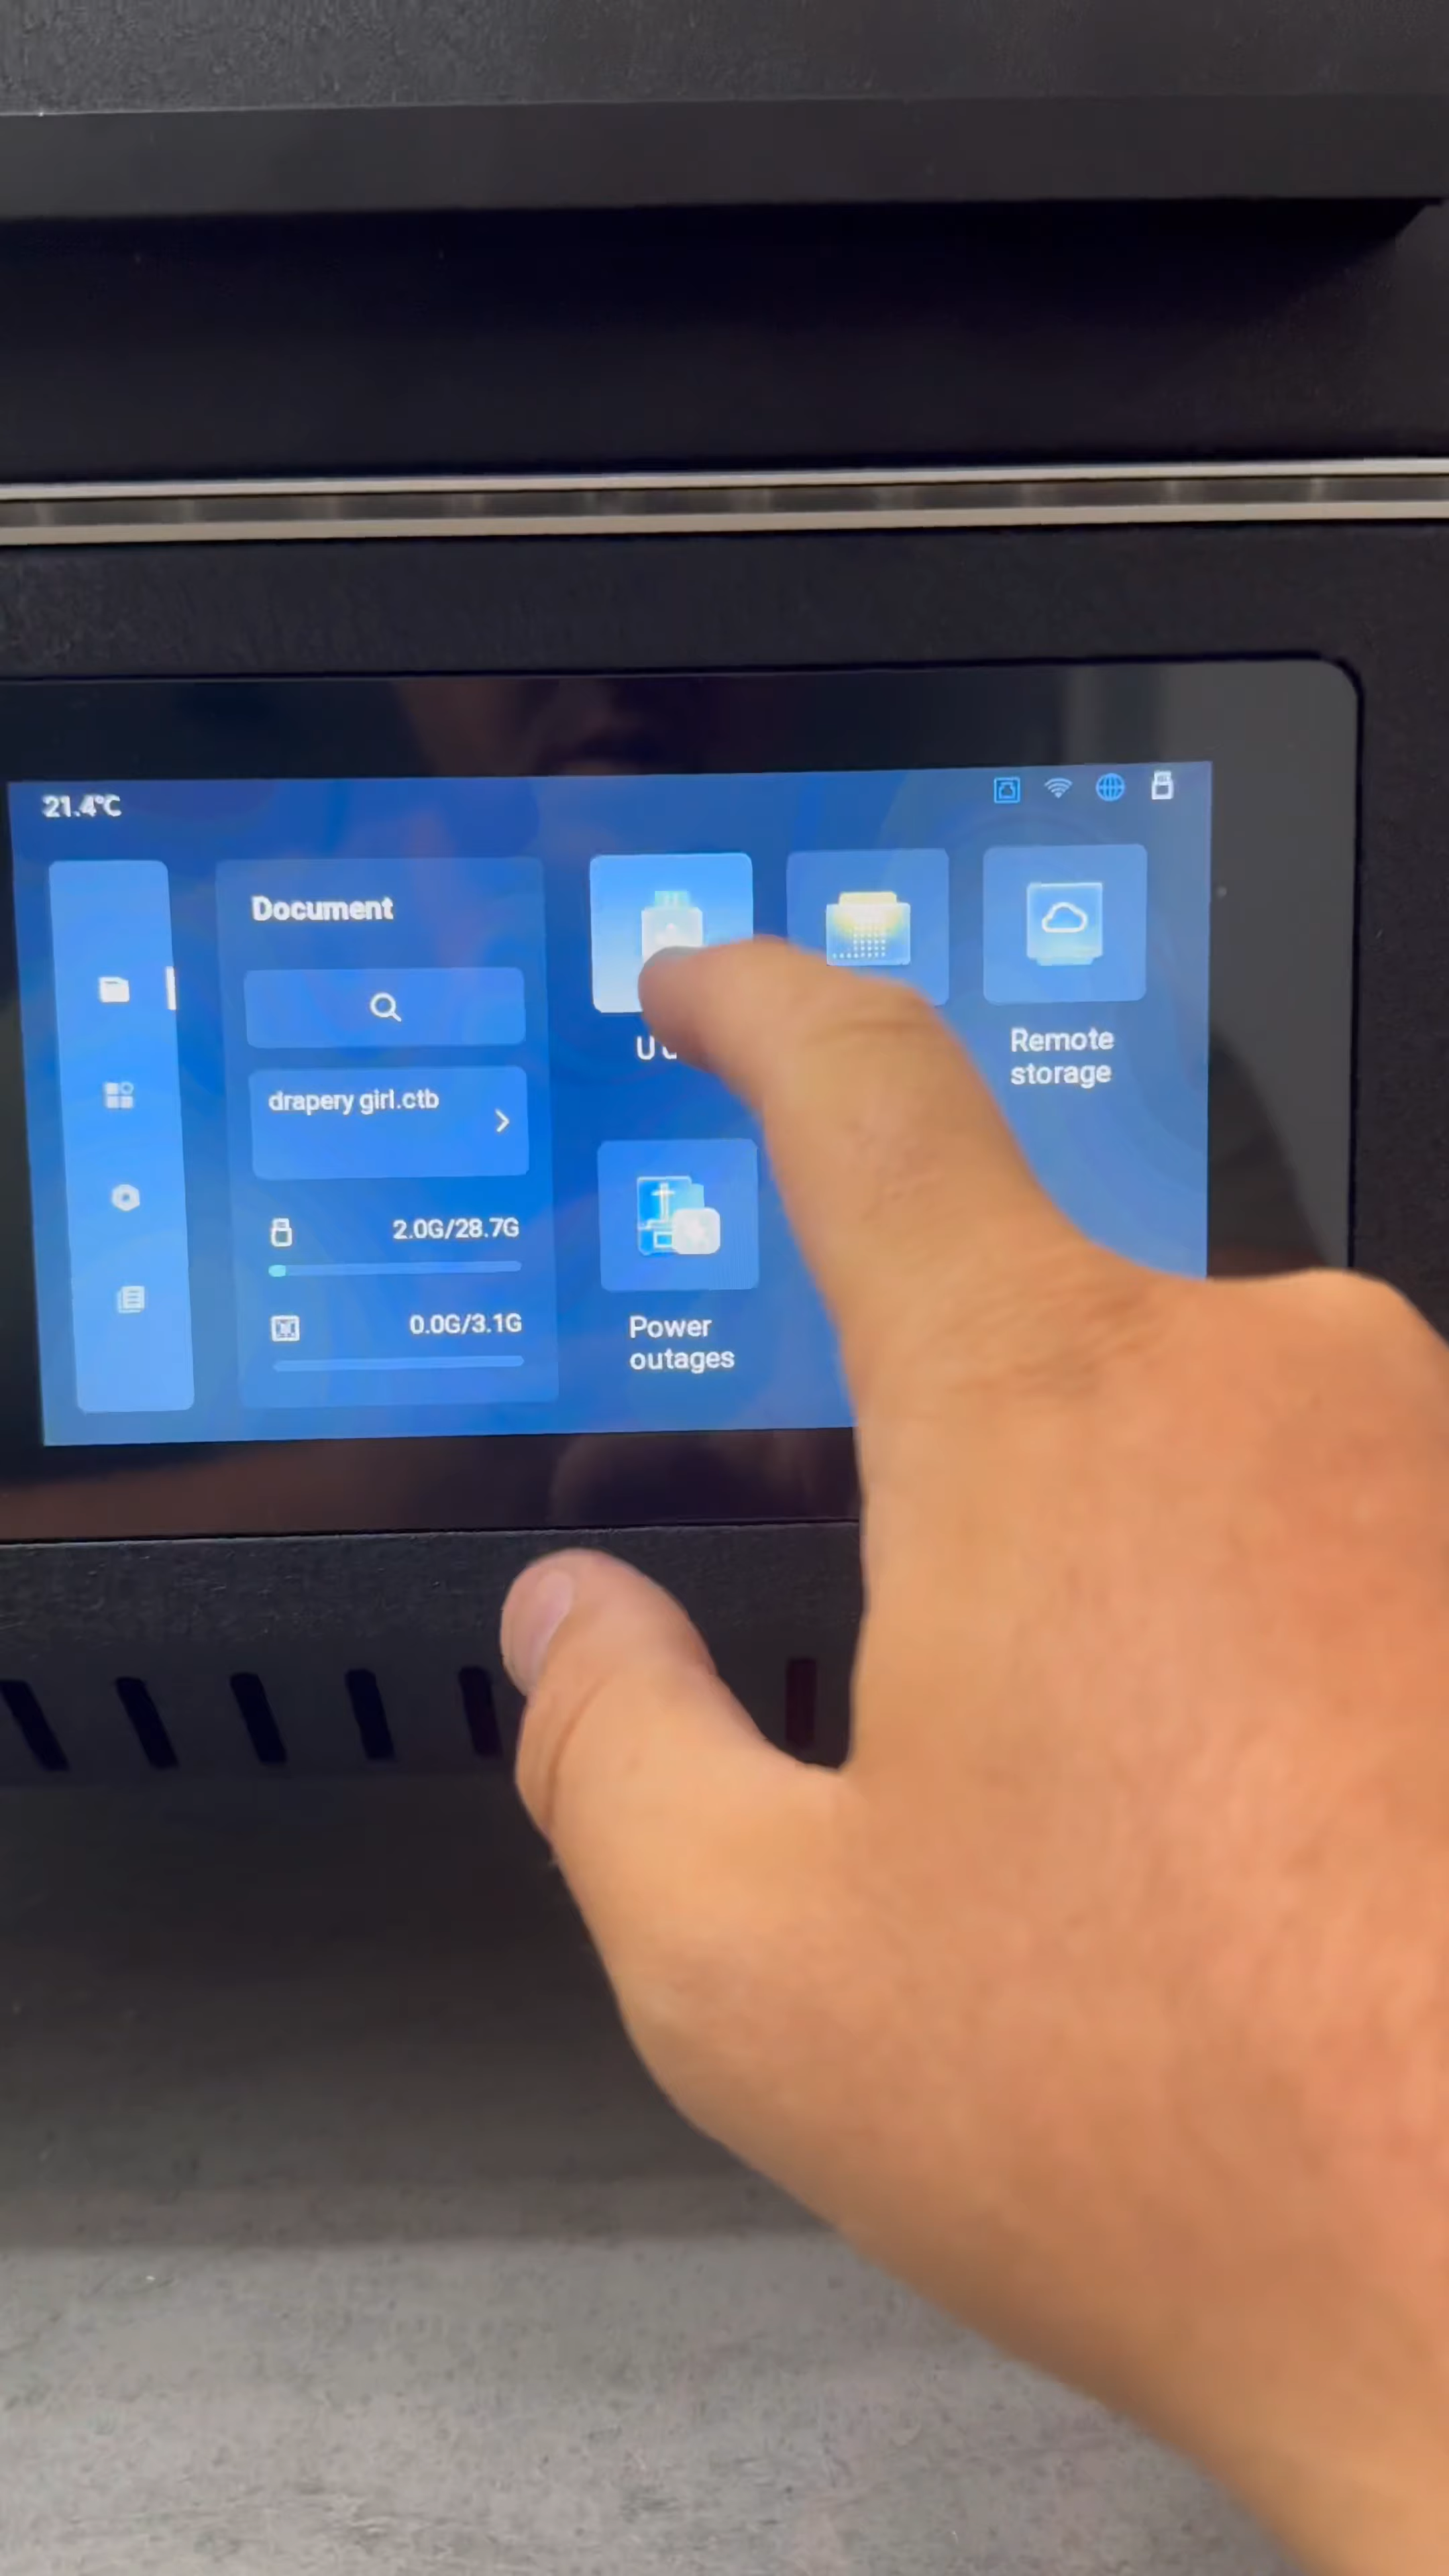 21.4℃
Document
drapery girl.ctb
2.0G/28.7G
0.0G/3.1G
U
Remote
storage
Power
outages